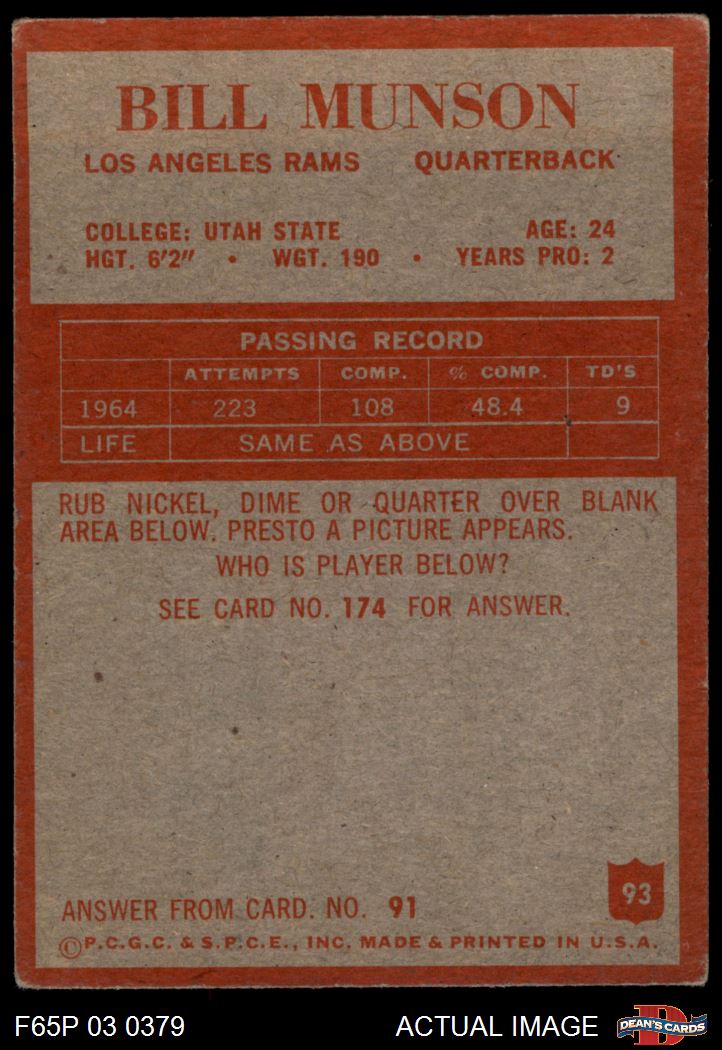 BILL MUNSON
LOS ANGELES RAMS QUARTERBACK
COLLEGE: UTAH STATE AGE: 24
HGT. 6'2" • WGT. 190 • YEARS PRO: 2
PASSING RECORD
ATTEMPTS COMP. % COMP. TD'S
1964 223 108 48.4 9
LIFE SAME AS ABOVE
RUB NICKEL, DIME OR QUARTER OVER BLANK
AREA BELOW. PRESTO A PICTURE APPEARS.
WHO IS PLAYER BELOW?
SEE CARD NO. 174 FOR ANSWER.
93
ANSWER FROM CARD. NO. 91
©P.C.G.C. & S.P.C.E., INC. MADE & PRINTED IN U.S.A.
F65P 03 0379 ACTUAL IMAGE D DEAN'S CARDS